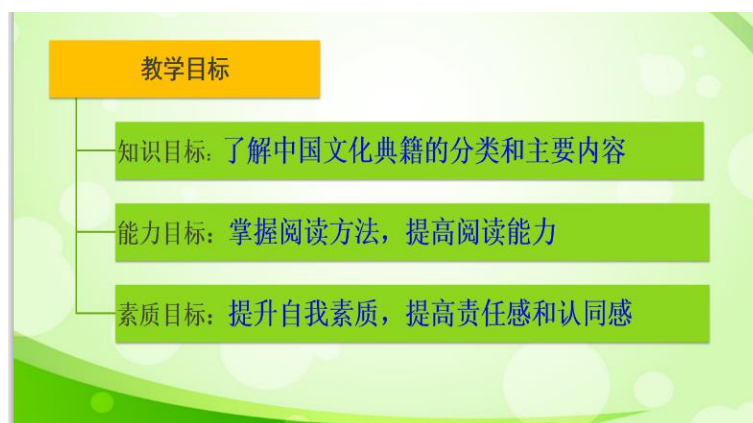 教学目标
知识目标：了解中国文化典籍的分类和主要内容
能力目标：掌握阅读方法，提高阅读能力
素质目标：提升自我素质，提高责任感和认同感